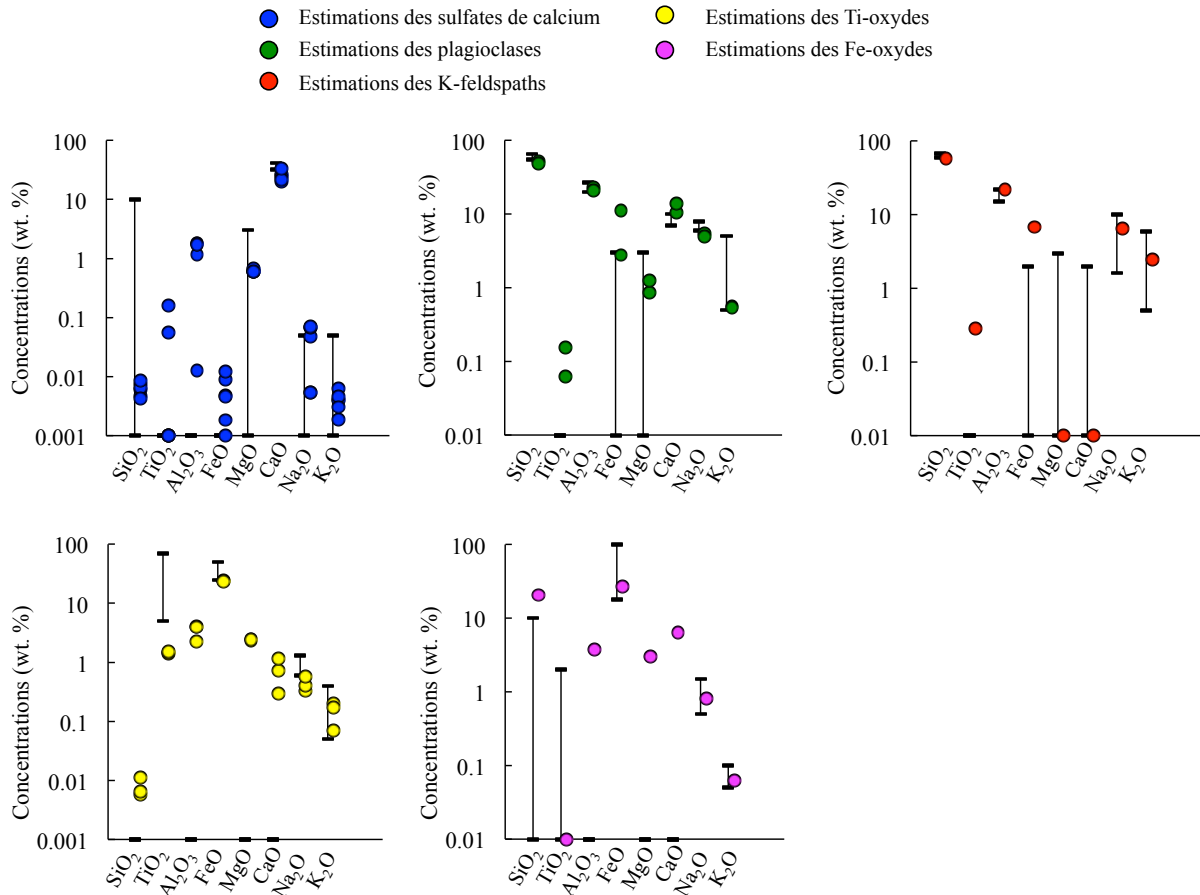 Estimations des sulfates de calcium
Estimations des plagioclases
Estimations des K-feldspaths
Estimations des Ti-oxydes
Estimations des Fe-oxydes
Concentrations (wt. %)
100
10
1
0.1
0.01
0.001
SiO2
TiO2
Al2O3
FeO
MgO
CaO
Na2O
K2O
Concentrations (wt. %)
100
10
1
0.1
0.01
SiO2
TiO2
Al2O3
FeO
MgO
CaO
Na2O
K2O
Concentrations (wt. %)
100
10
1
0.1
0.01
SiO2
TiO2
Al2O3
FeO
MgO
CaO
Na2O
K2O
Concentrations (wt. %)
100
10
1
0.1
0.01
0.001
SiO2
TiO2
Al2O3
FeO
MgO
CaO
Na2O
K2O
Concentrations (wt. %)
100
10
1
0.1
0.01
SiO2
TiO2
Al2O3
FeO
MgO
CaO
Na2O
K2O